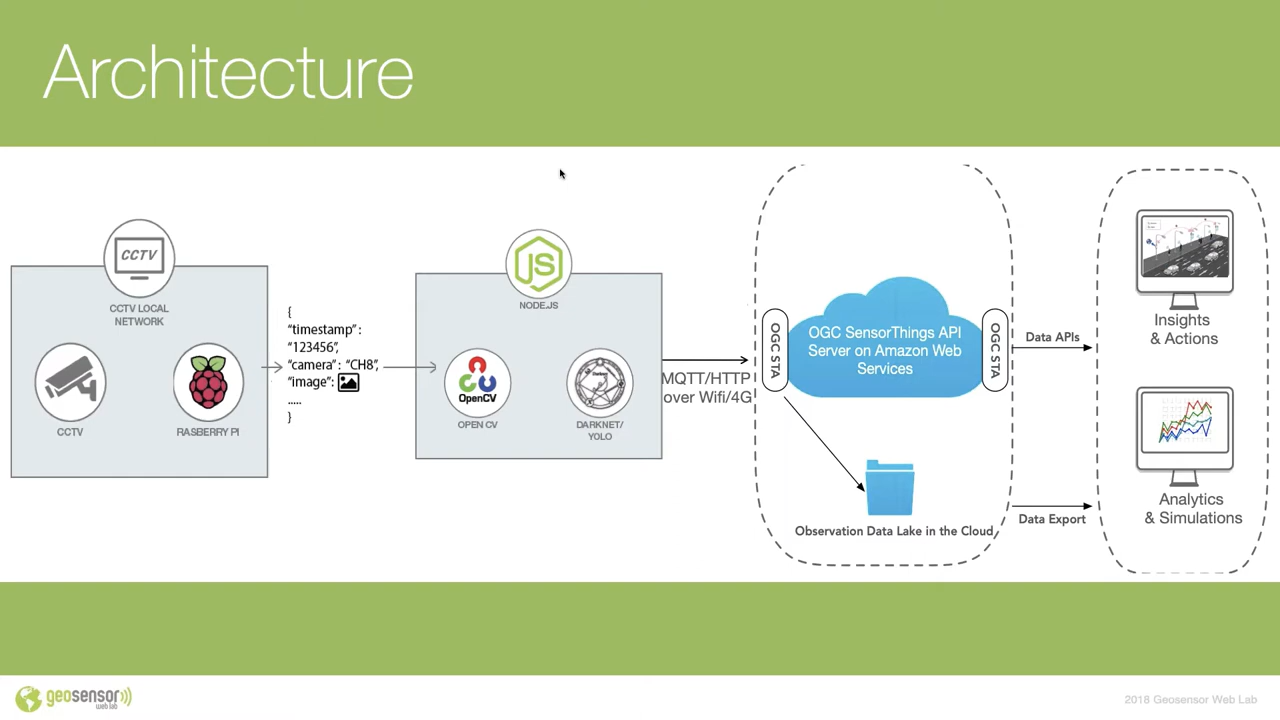 Architecture
CCTV
CCTV LOCAL
NETWORK
CCTV
RASBERRY PI
{
“timestamp” :
“123456”,
“camera” : “CH8”,
“image”:
.....
}
JS
NODE.JS
OpenCV
OPEN CV
Darknet
DARKNET/
YOLO
MQTT/HTTP
over Wifi/4G
OGC STA
OGC SensorThings API
Server on Amazon Web
Services
OGC STA
Observation Data Lake in the Cloud
Data APIs
Data Export
Insights
& Actions
Analytics
& Simulations
geosensor
web lab
2018 Geosensor Web Lab